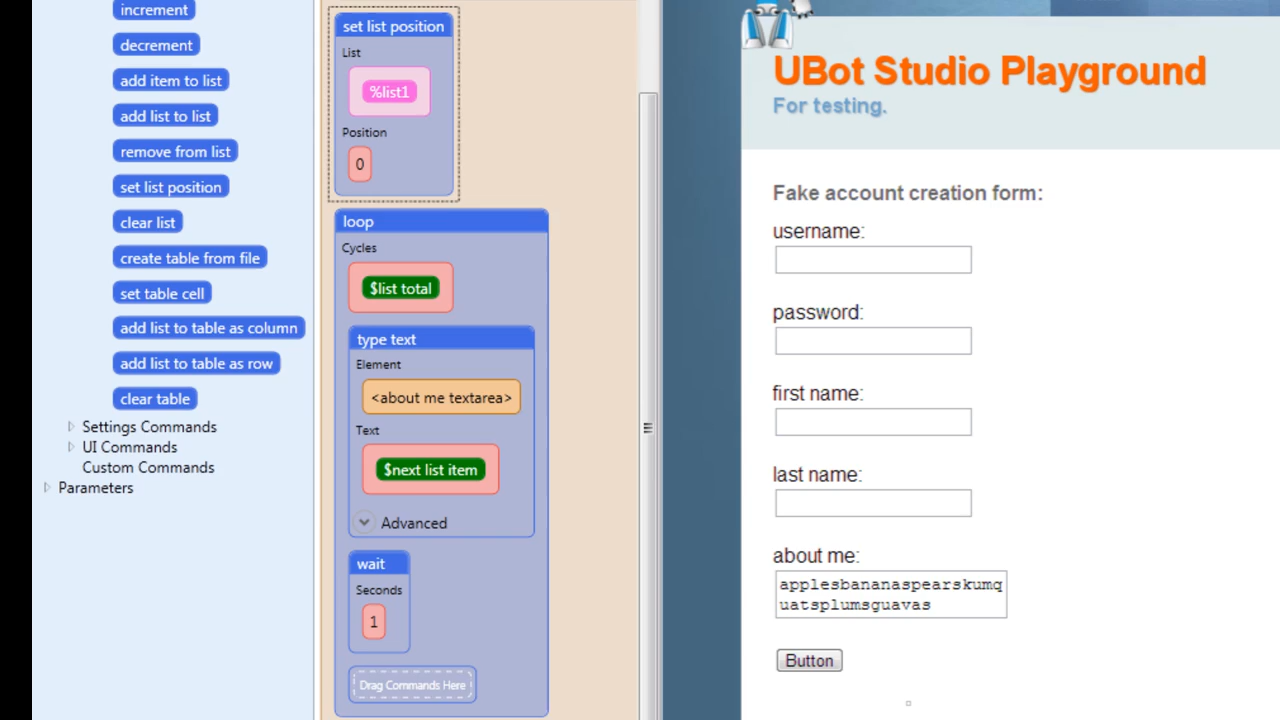 increment
decrement
add item to list
add list to list
remove from list
set list position
clear list
create table from file
set table cell
add list to table as column
add list to table as row
clear table
Settings Commands
UI Commands
Custom Commands
Parameters
set list position
List
%list1
Position
0
loop
Cycles
$list total
type text
Element
<about me textarea>
Text
$next list item
Advanced
wait
Seconds
1
Drag Commands Here
UBot Studio Playground
For testing.
Fake account creation form:
username:
password:
first name:
last name:
about me:
applesbananaspearskumq
uatsplumsguavas
Button